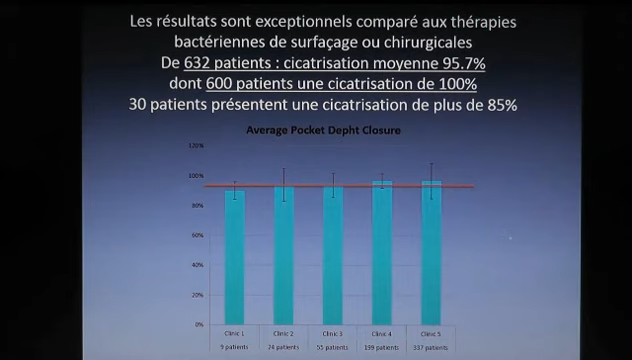 Les résultats sont exceptionnels comparé aux thérapies
bactériennes de surfaçage ou chirurgicales
De 632 patients : cicatrisation moyenne 95.7%
dont 600 patients une cicatrisation de 100%
30 patients présentent une cicatrisation de plus de 85%
Average Pocket Depht Closure
120%
100%
80%
60%
40%
20%
0%
Clinic 1 Clinic 2 Clinic 3 Clinic 4 Clinic 5
9 patients 24 patients 55 patients 199 patients 337 patients